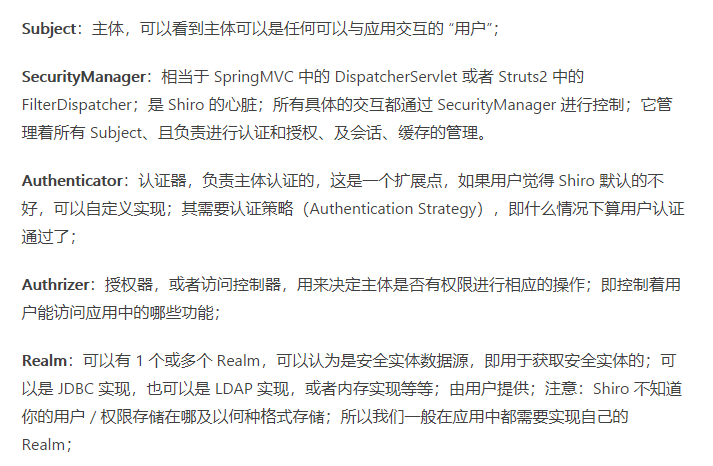 Subject：主体，可以看到主体可以是任何可以与应用交互的 “用户”；
SecurityManager：相当于 SpringMVC 中的 DispatcherServlet 或者 Struts2 中的
FilterDispatcher；是 Shiro 的心脏；所有具体的交互都通过 SecurityManager 进行控制；它管
理着所有 Subject、且负责进行认证和授权、及会话、缓存的管理。
Authenticator：认证器，负责主体认证的，这是一个扩展点，如果用户觉得 Shiro 默认的不
好，可以自定义实现；其需要认证策略（Authentication Strategy），即什么情况下算用户认证
通过了；
Authrizer：授权器，或者访问控制器，用来决定主体是否有权限进行相应的操作；即控制着用
户能访问应用中的哪些功能；
Realm：可以有 1 个或多个 Realm，可以认为是安全实体数据源，即用于获取安全实体的；可
以是 JDBC 实现，也可以是 LDAP 实现，或者内存实现等等；由用户提供；注意：Shiro 不知道
你的用户 / 权限存储在哪及以何种格式存储；所以我们一般在应用中都需要实现自己的
Realm；